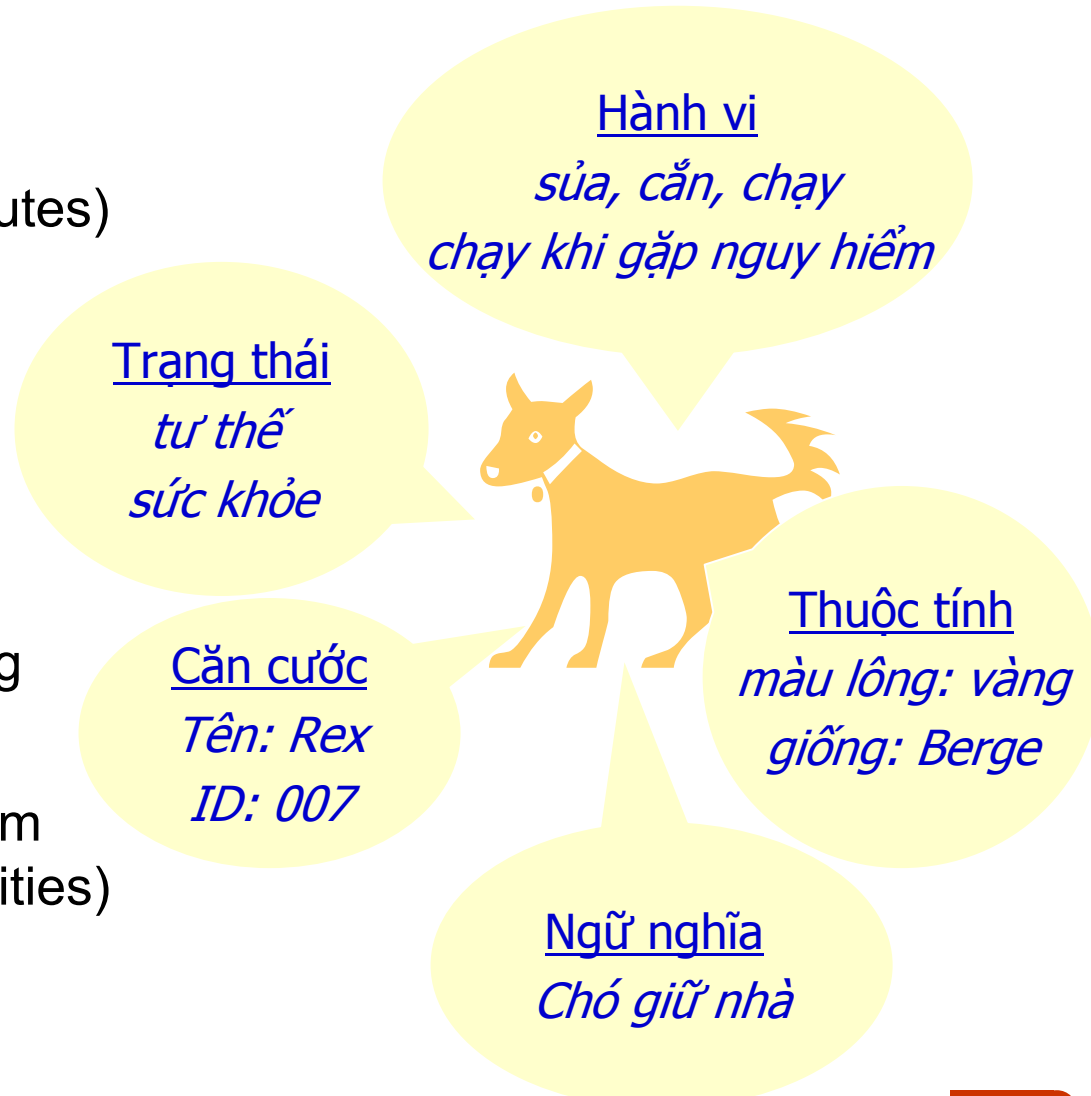 utes)
Hành vi
sủa, cắn, chạy
chạy khi gặp nguy hiểm
Trạng thái
tư thế
sức khỏe
g
Căn cước
Tên: Rex
ID: 007
Thuộc tính
màu lông: vàng
giống: Berge
m
ities)
Ngữ nghĩa
Chó giữ nhà